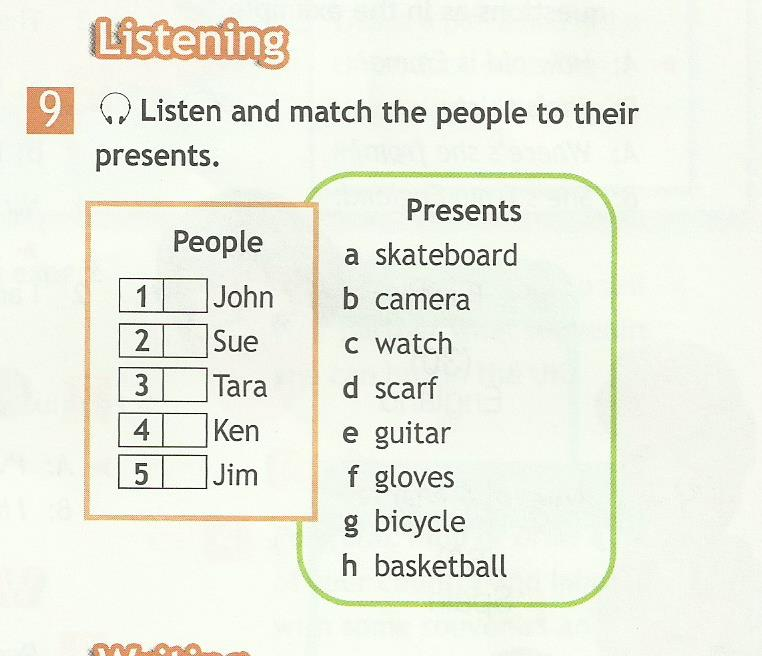 Listening
9 Listen and match the people to their
presents.
People
1 John
2 Sue
3 Tara
4 Ken
5 Jim
Presents
a skateboard
b camera
c watch
d scarf
e guitar
f gloves
g bicycle
h basketball
Writing